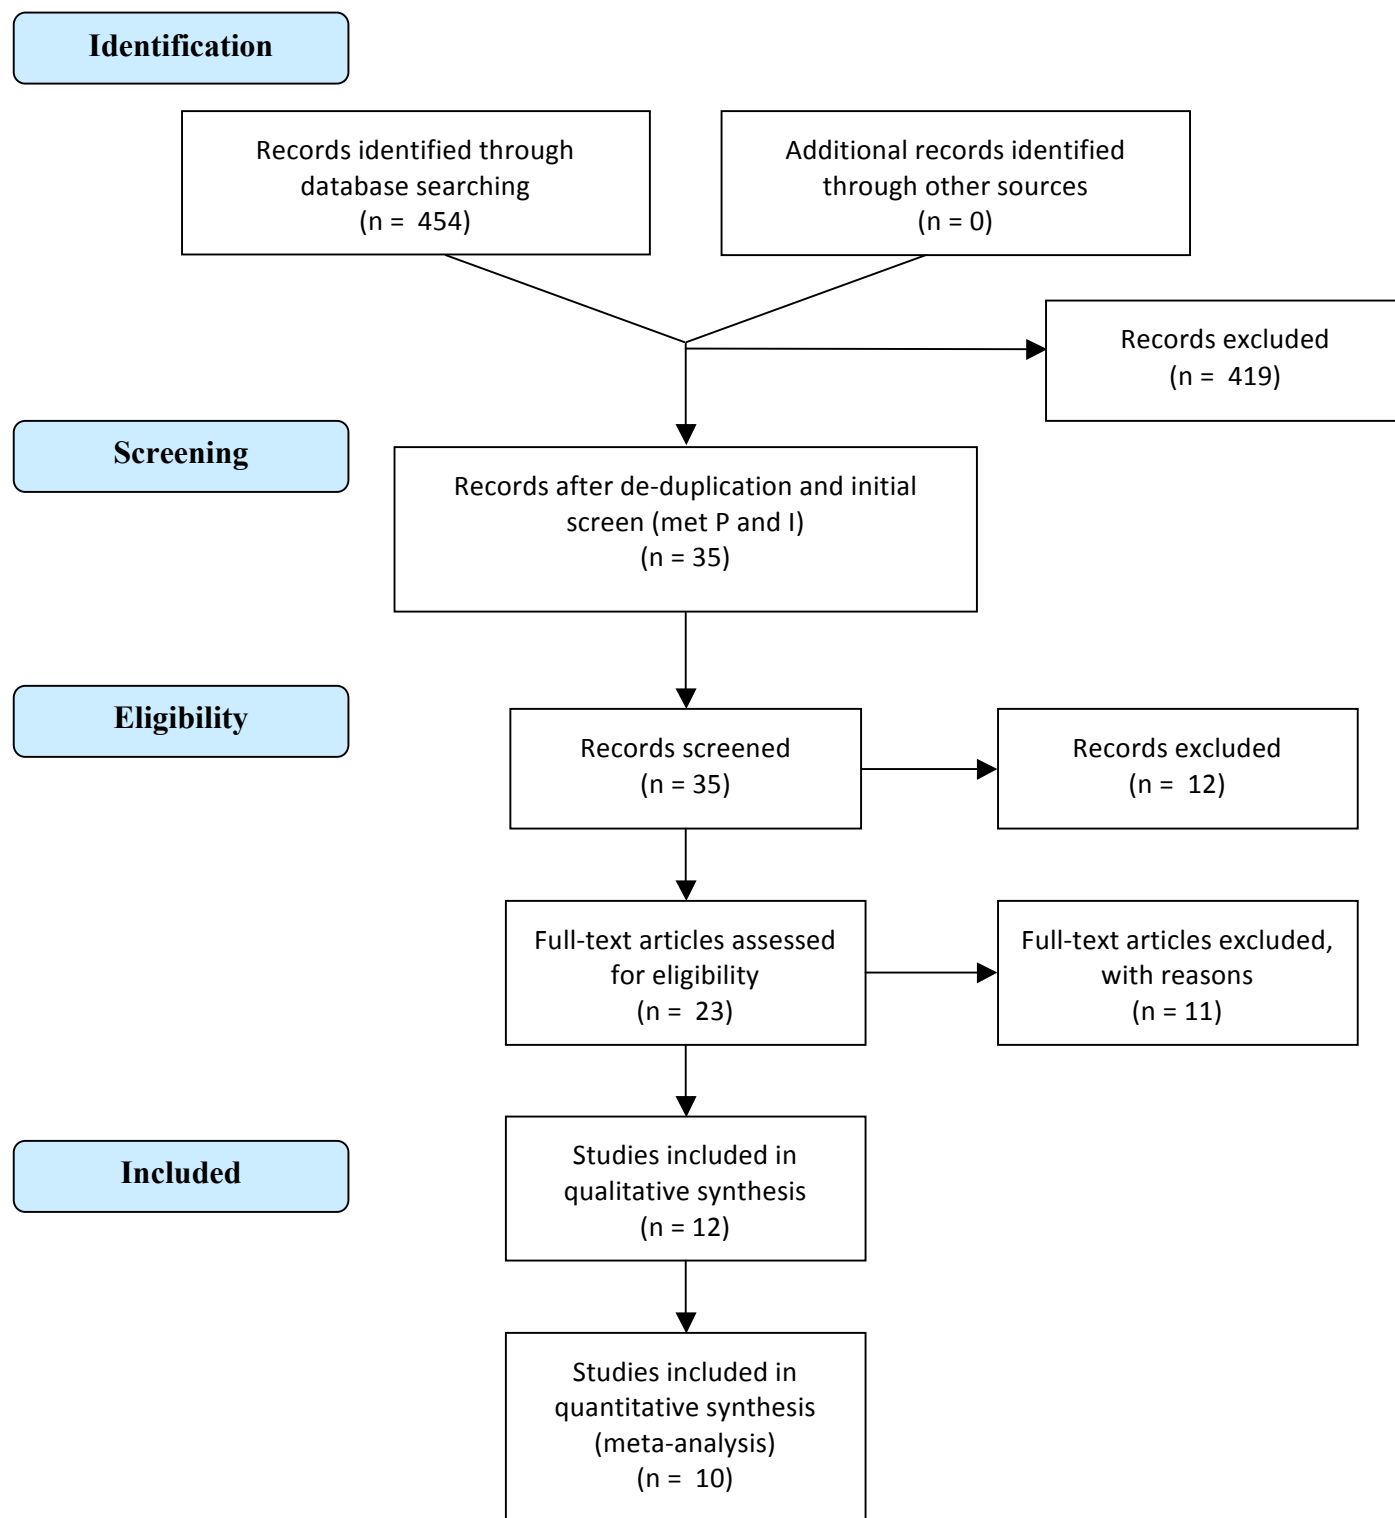 Identification
Records identified through
database searching
(n = 454)
Additional records identified
through other sources
(n = 0)
Records excluded
(n = 419)
Screening
Records after de-duplication and initial
screen (met P and I)
(n = 35)
Eligibility
Records screened
(n = 35)
Records excluded
(n = 12)
Full-text articles assessed
for eligibility
(n = 23)
Full-text articles excluded,
with reasons
(n = 11)
Included
Studies included in
qualitative synthesis
(n = 12)
Studies included in
quantitative synthesis
(meta-analysis)
(n = 10)